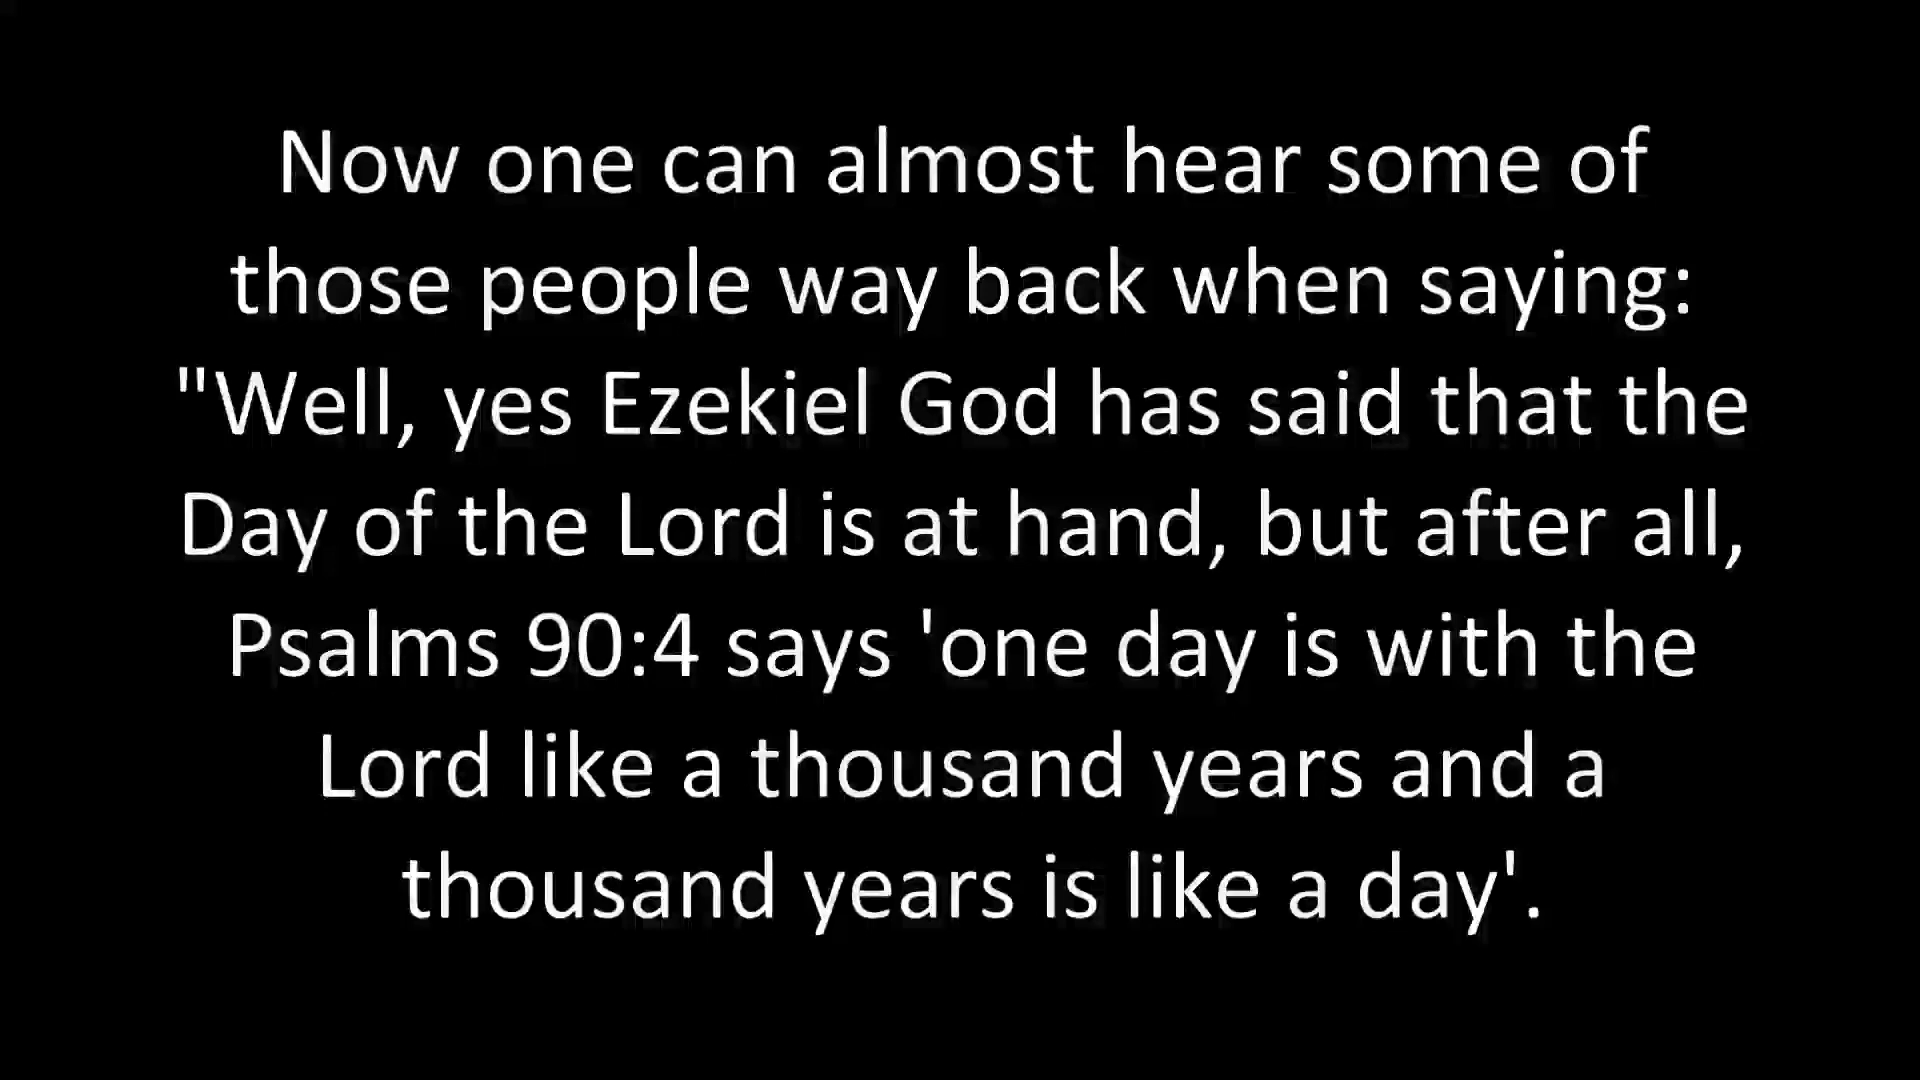 Now one can almost hear some of
those people way back when saying:
"Well, yes Ezekiel God has said that the
Day of the Lord is at hand, but after all,
Psalms 90:4 says 'one day is with the
Lord like a thousand years and a
thousand years is like a day'.